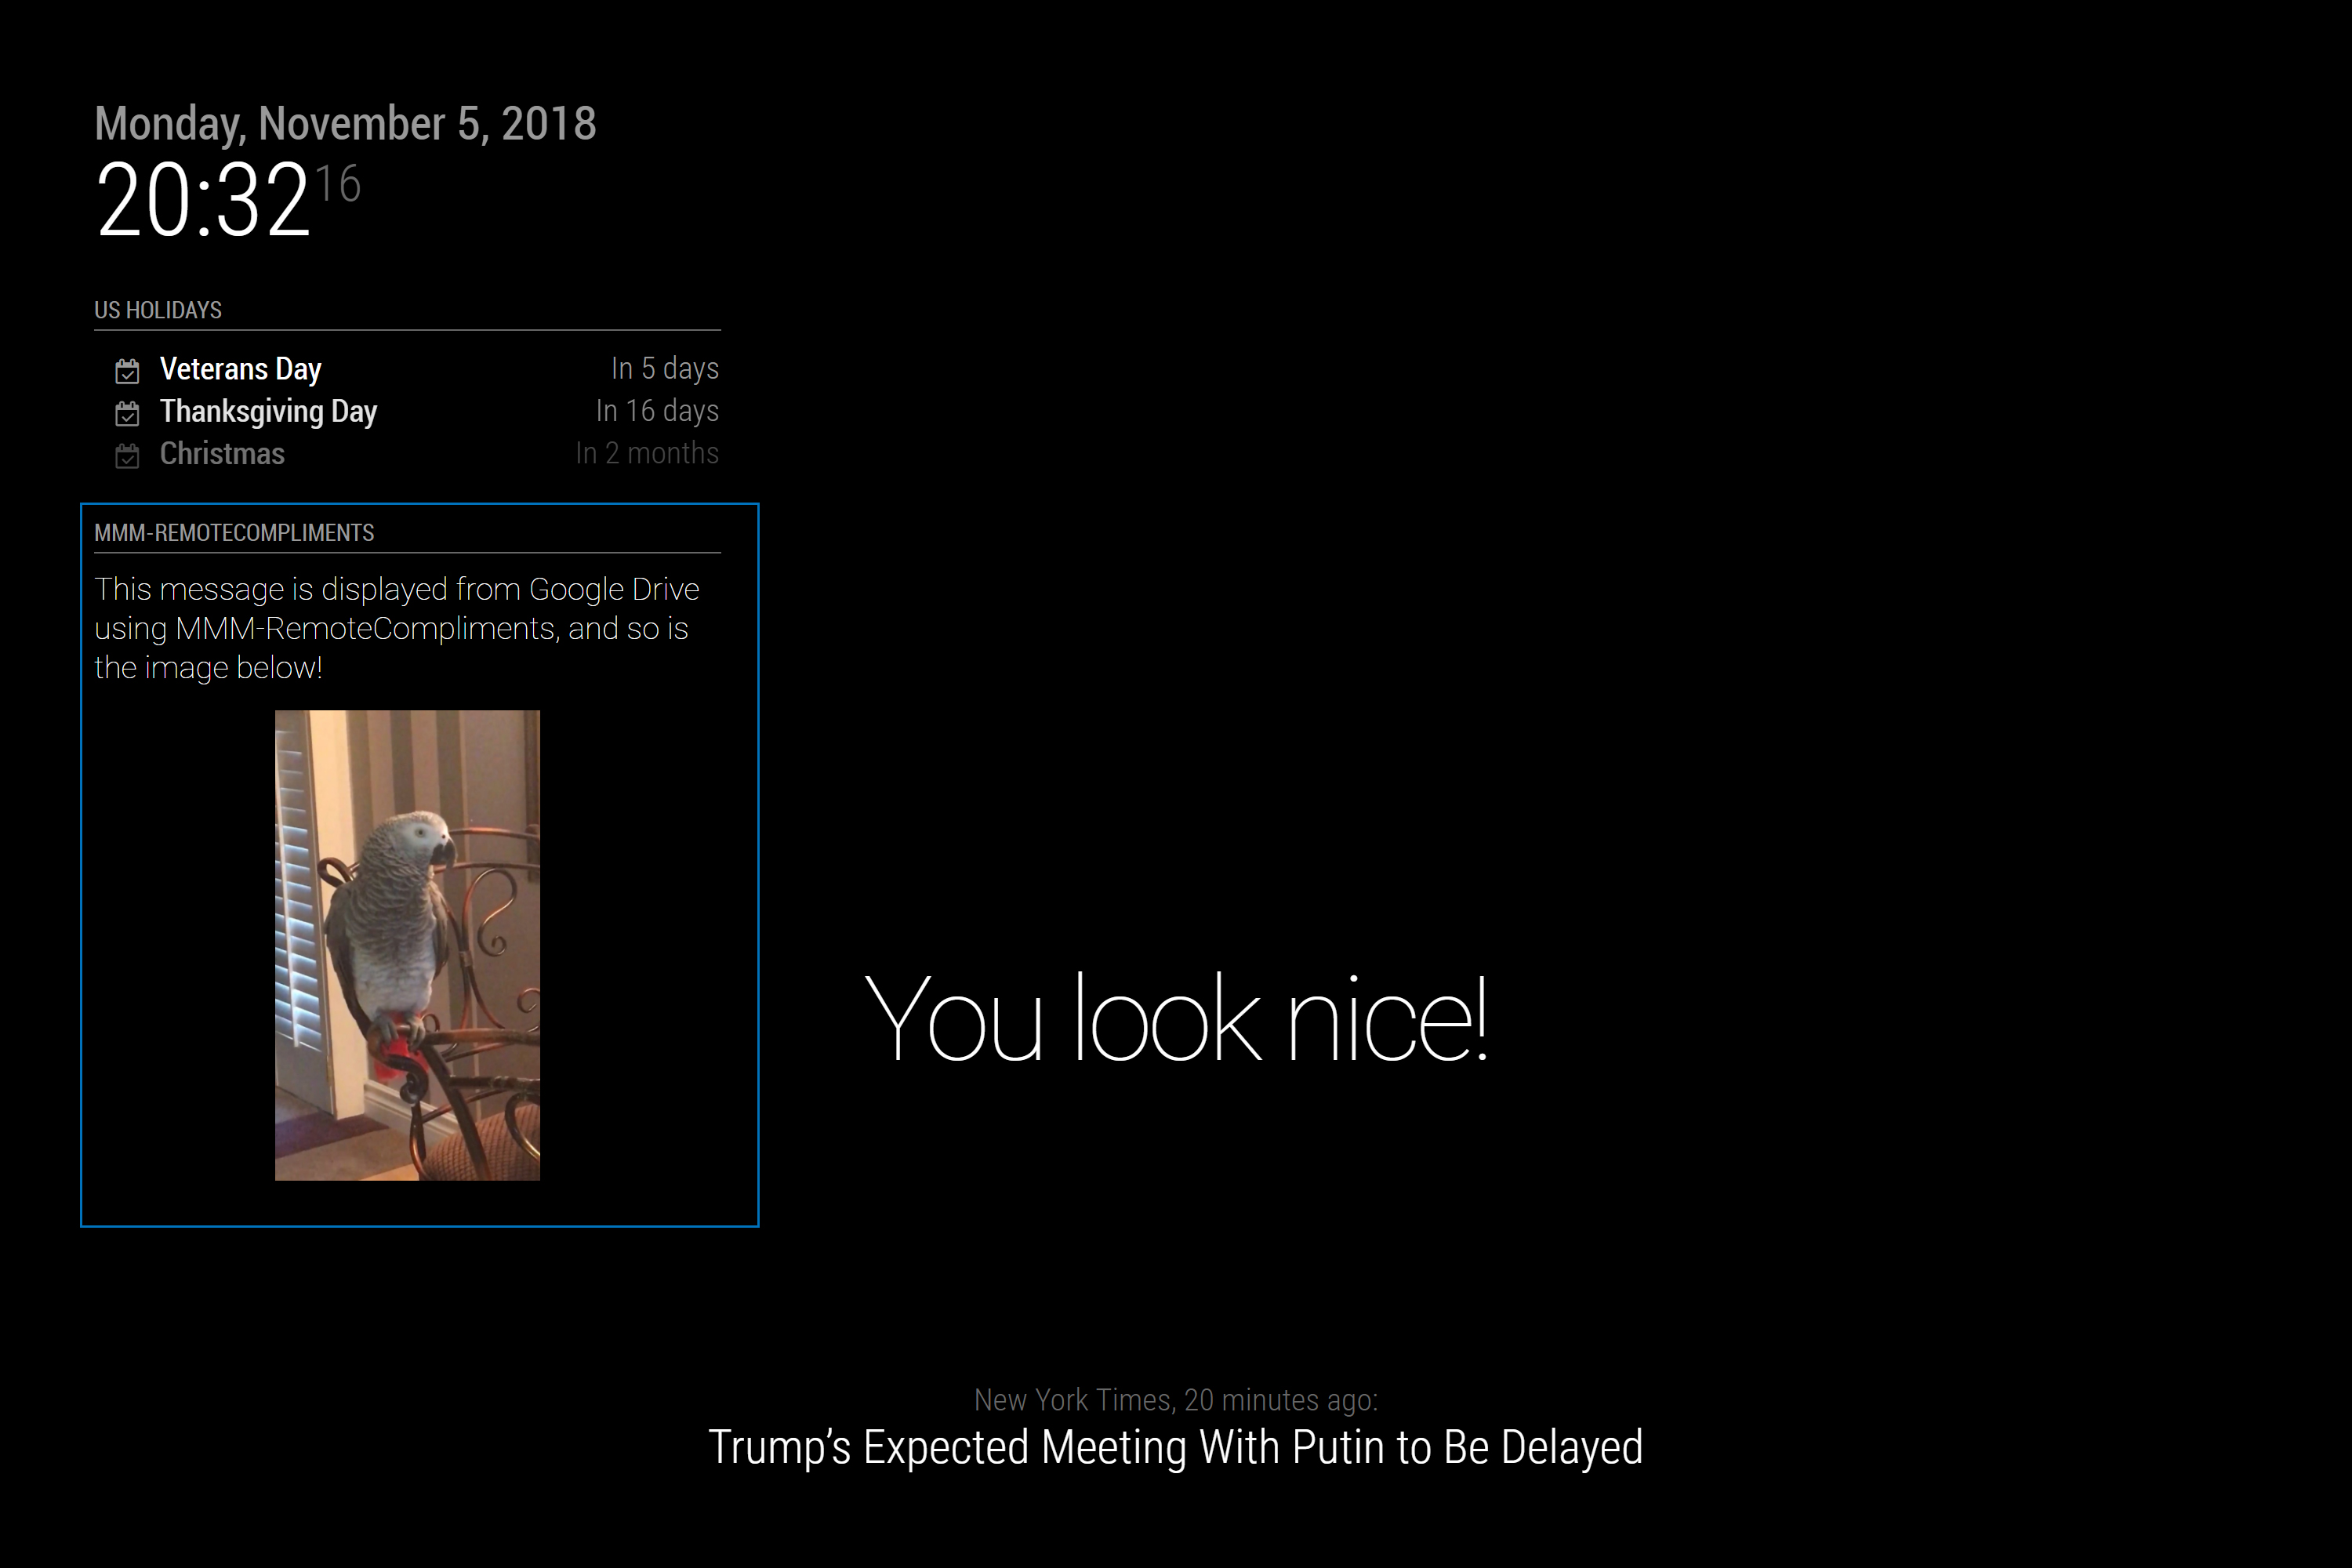 Monday, November 5, 2018
20:32 16
US HOLIDAYS
Veterans Day In 5 days
Thanksgiving Day In 16 days
Christmas In 2 months
MMM-REMOTECOMPLIMENTS
This message is displayed from Google Drive
using MMM-RemoteCompliments, and so is
the image below!
You look nice!
New York Times, 20 minutes ago:
Trump’s Expected Meeting With Putin to Be Delayed